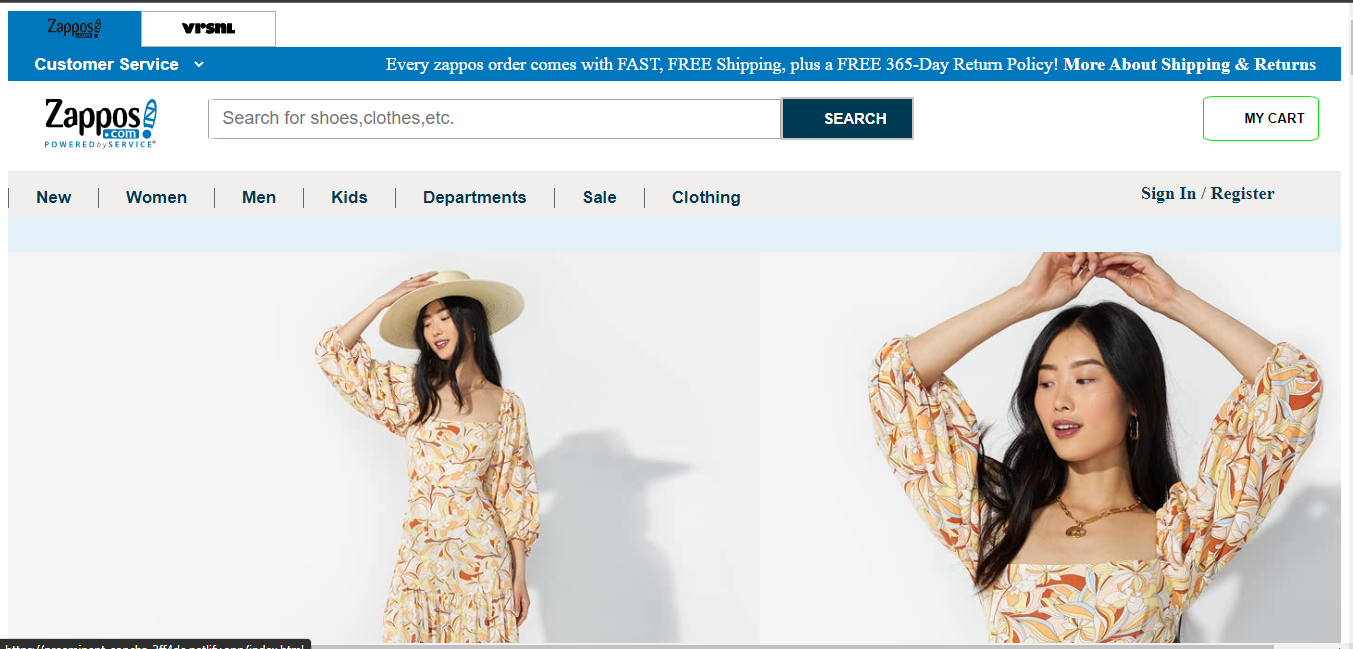 Zappos
.com
vrsnl
Customer Service
Every zappos order comes with FAST, FREE Shipping, plus a FREE 365-Day Return Policy! More About Shipping & Returns
Zappos
.com
POWERED by SERVICE®
Search for shoes,clothes,etc.
SEARCH
MY CART
New
Women
Men
Kids
Departments
Sale
Clothing
Sign In / Register